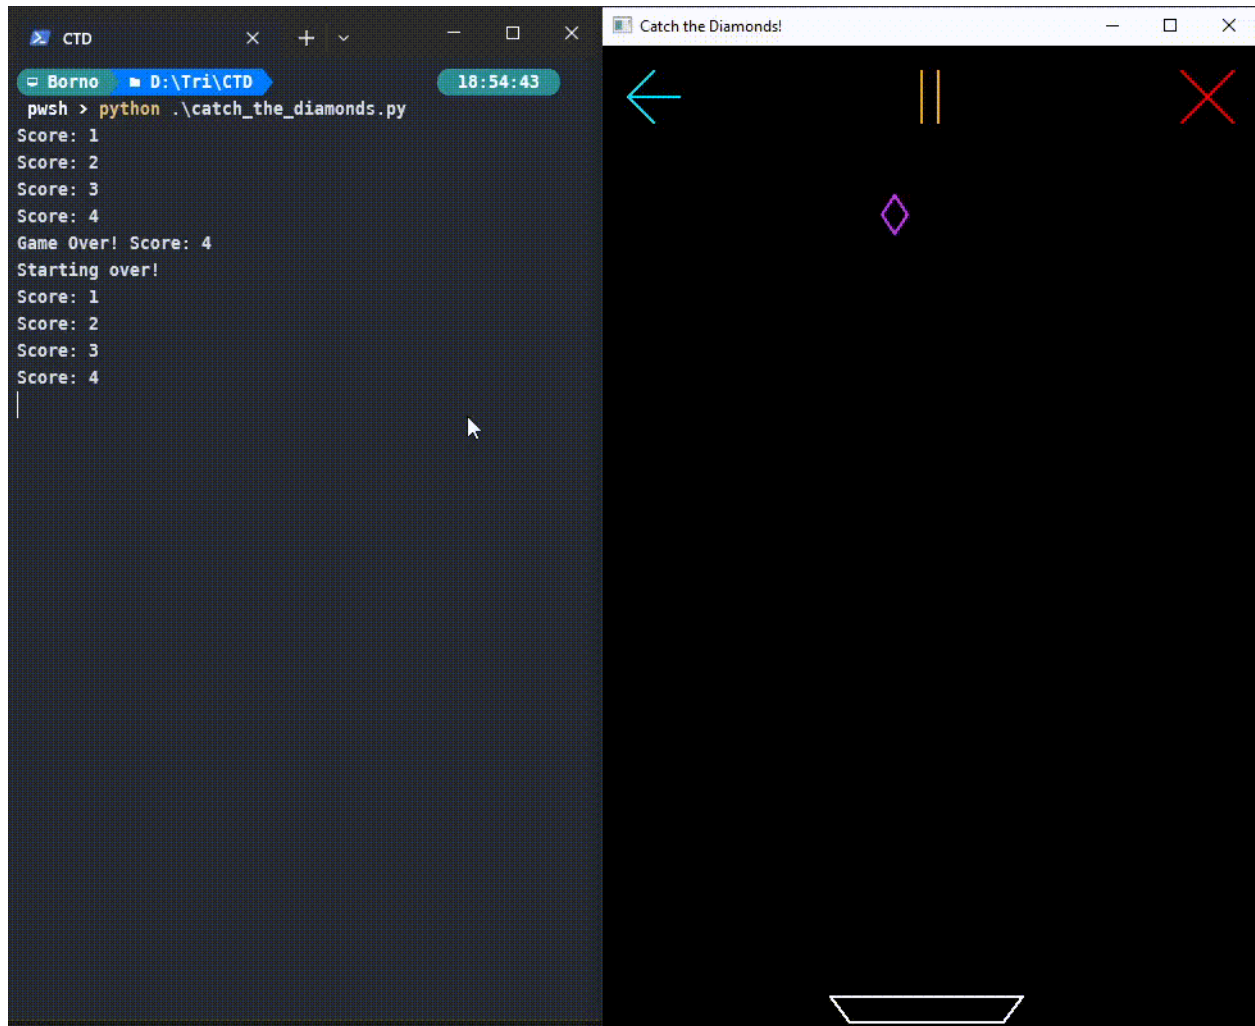 CTD
Borno D:\Tri\CTD 18:54:43
pwsh > python .\catch_the_diamonds.py
Score: 1
Score: 2
Score: 3
Score: 4
Game Over! Score: 4
Starting over!
Score: 1
Score: 2
Score: 3
Score: 4
Catch the Diamonds!